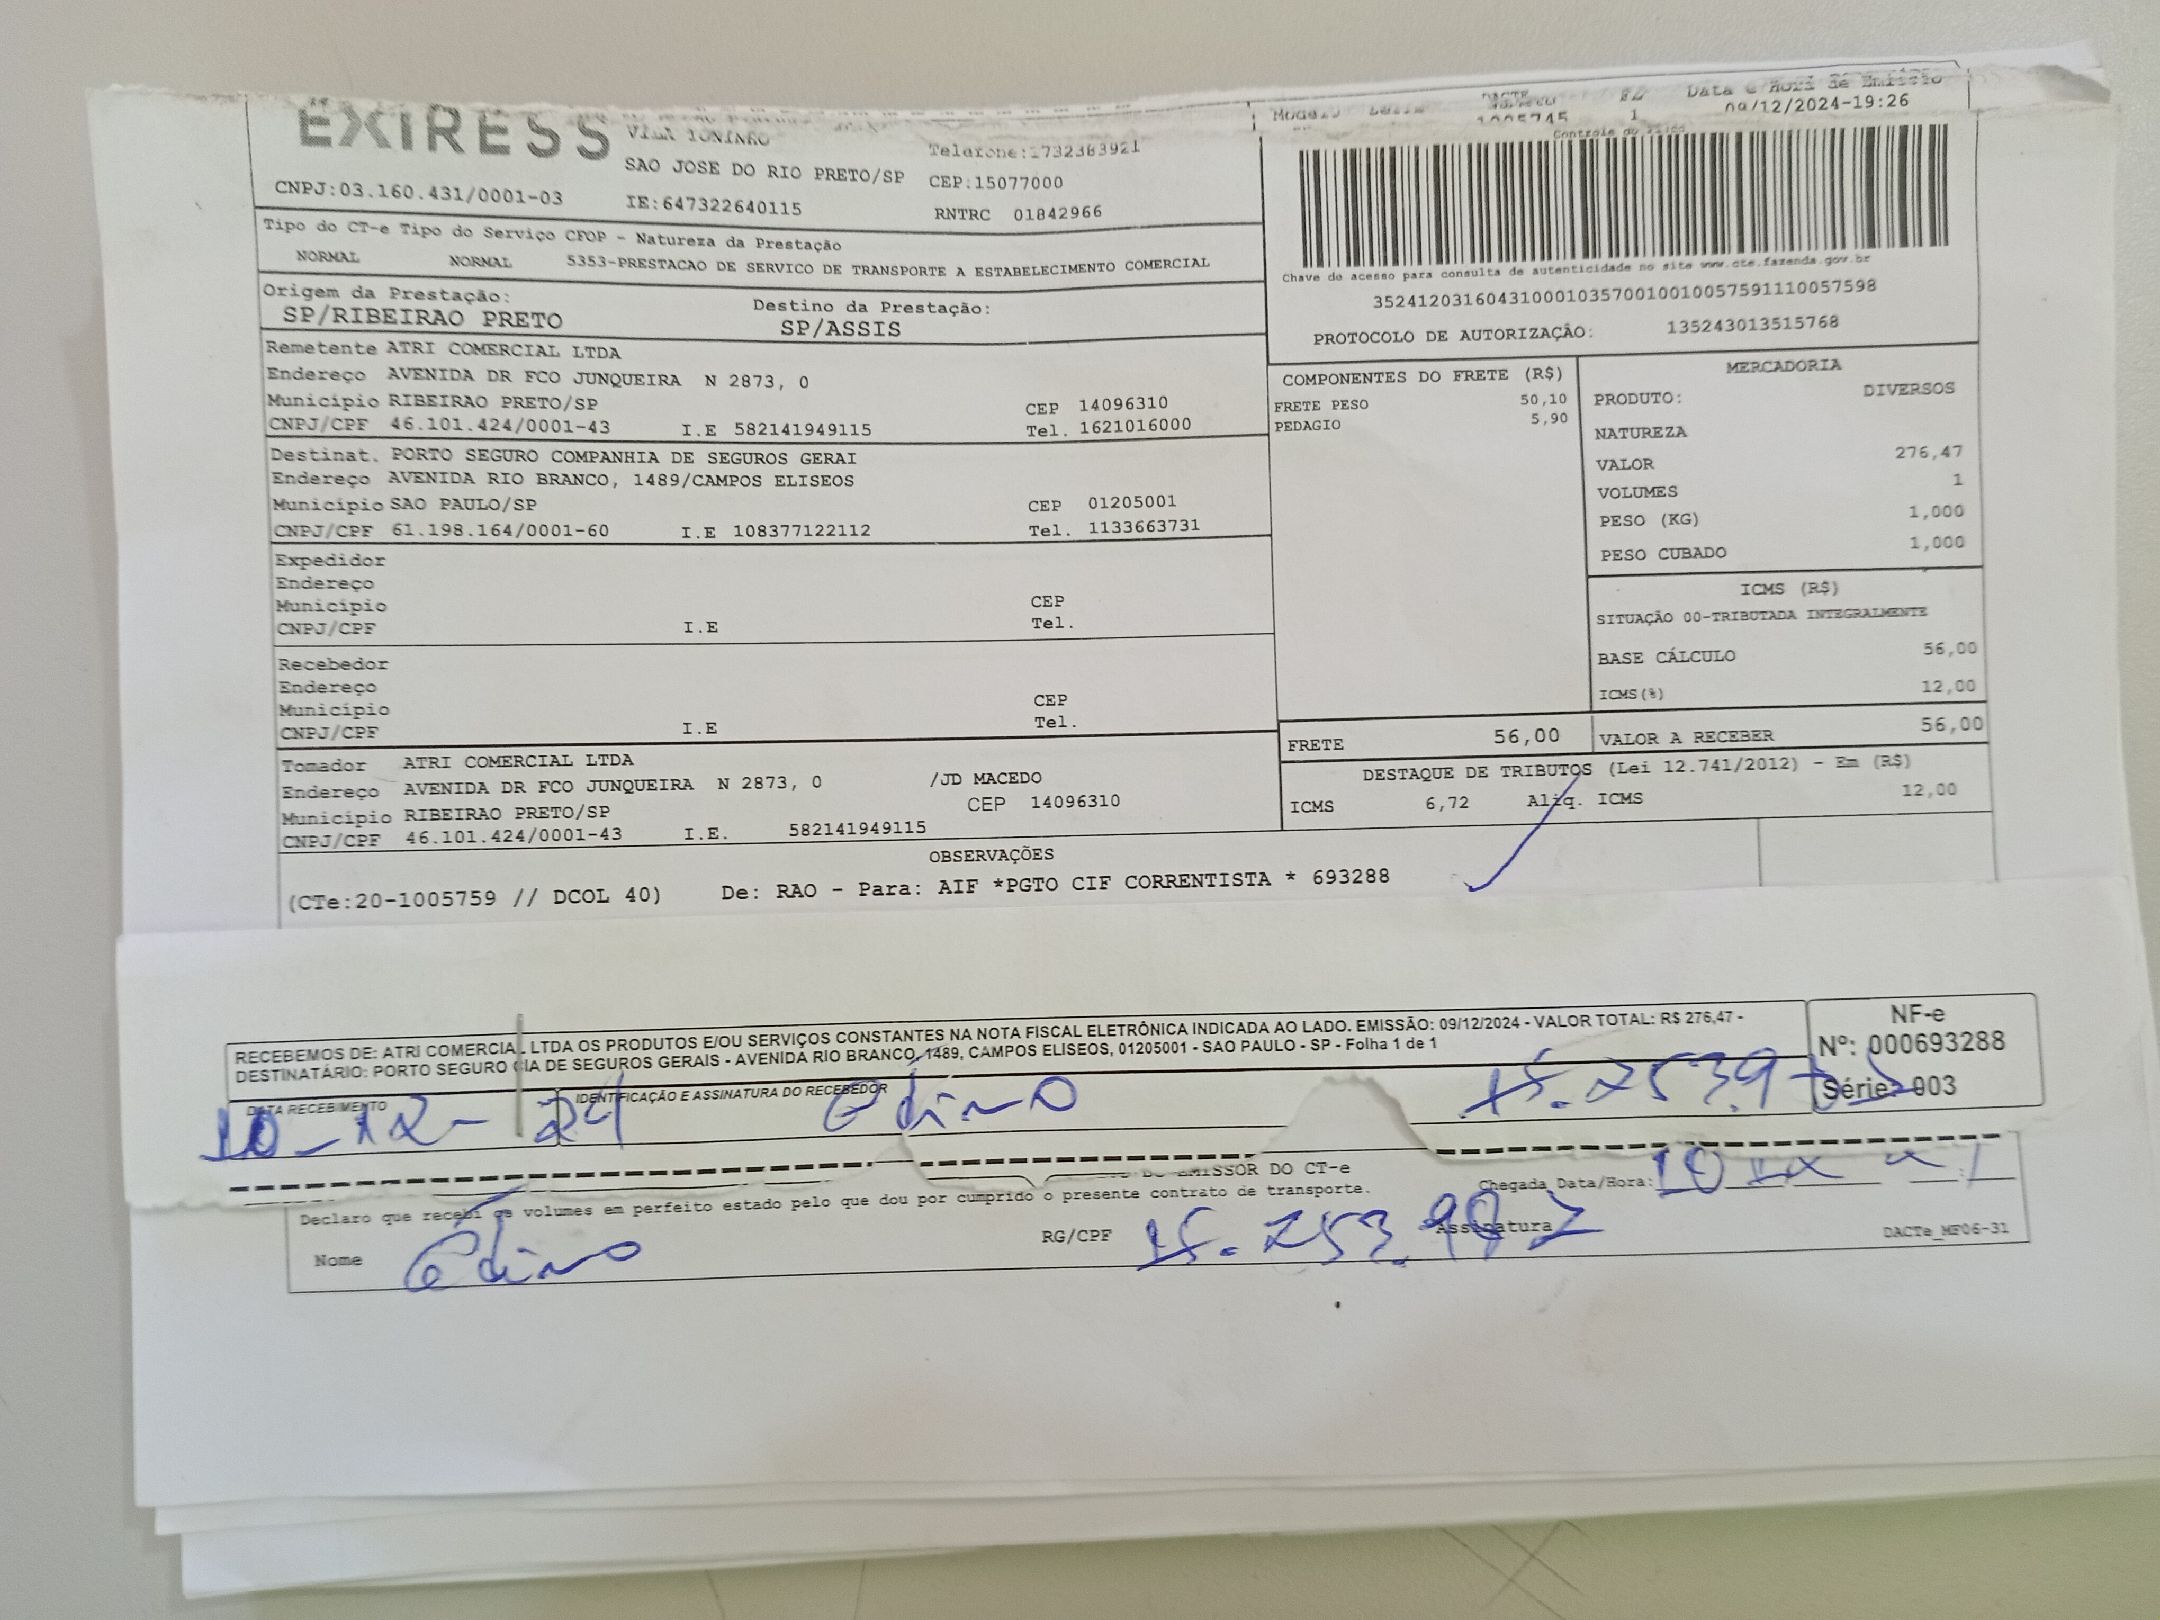 EXPRESS
VILA TONINHO
Telefone:1732383921
SAO JOSE DO RIO PRETO/SP CEP:15077000
CNPJ:03.160.431/0001-03 IE:647322640115 RNTRC 01842966
Modelo
1
Data e Hora de Emissão
09/12/2024-19:26
Controle do Fisco
Chave de acesso para consulta de autenticidade no site www.cte.fazenda.gov.br
35241203160431000103570010010057591110057598
PROTOCOLO DE AUTORIZAÇÃO: 135243013515768
Tipo do CT-e Tipo do Serviço CFOP - Natureza da Prestação
NORMAL NORMAL 5353-PRESTACAO DE SERVICO DE TRANSPORTE A ESTABELECIMENTO COMERCIAL
Origem da Prestação: Destino da Prestação:
SP/RIBEIRAO PRETO SP/ASSIS
Remetente ATRI COMERCIAL LTDA
Endereço AVENIDA DR FCO JUNQUEIRA N 2873, 0
Município RIBEIRAO PRETO/SP CEP 14096310
CNPJ/CPF 46.101.424/0001-43 I.E 582141949115 Tel. 1621016000
Destinat. PORTO SEGURO COMPANHIA DE SEGUROS GERAI
Endereço AVENIDA RIO BRANCO, 1489/CAMPOS ELISEOS
Município SAO PAULO/SP CEP 01205001
CNPJ/CPF 61.198.164/0001-60 I.E 108377122112 Tel. 1133663731
Expedidor
Endereço
Município CEP
CNPJ/CPF I.E Tel.
Recebedor
Endereço
Município CEP
CNPJ/CPF I.E Tel.
Tomador ATRI COMERCIAL LTDA
Endereço AVENIDA DR FCO JUNQUEIRA N 2873, 0 /JD MACEDO
Município RIBEIRAO PRETO/SP CEP 14096310
CNPJ/CPF 46.101.424/0001-43 I.E. 582141949115
COMPONENTES DO FRETE (R$)
FRETE PESO 50,10
PEDAGIO 5,90
MERCADORIA
PRODUTO: DIVERSOS
NATUREZA
VALOR 276,47
VOLUMES 1
PESO (KG) 1,000
PESO CUBADO 1,000
ICMS (R$)
SITUAÇÃO 00-TRIBUTADA INTEGRALMENTE
BASE CÁLCULO 56,00
ICMS(%) 12,00
FRETE 56,00 VALOR A RECEBER 56,00
DESTAQUE DE TRIBUTOS (Lei 12.741/2012) - Em (R$)
ICMS 6,72 Aliq. ICMS 12,00
OBSERVAÇÕES
(CTe:20-1005759 // DCOL 40) De: RAO - Para: AIF *PGTO CIF CORRENTISTA * 693288
RECEBEMOS DE: ATRI COMERCIAL LTDA OS PRODUTOS E/OU SERVIÇOS CONSTANTES NA NOTA FISCAL ELETRÔNICA INDICADA AO LADO. EMISSÃO: 09/12/2024 - VALOR TOTAL: R$ 276,47 -
DESTINATÁRIO: PORTO SEGURO CIA DE SEGUROS GERAIS - AVENIDA RIO BRANCO, 1489, CAMPOS ELISEOS, 01205001 - SAO PAULO - SP - Folha 1 de 1
NF-e
Nº: 000693288
Série: 003
DATA RECEBIMENTO IDENTIFICAÇÃO E ASSINATURA DO RECEBEDOR
10-12-24 Edino
EMISSOR DO CT-e
Declaro que recebi os volumes em perfeito estado pelo que dou por cumprido o presente contrato de transporte.
Chegada Data/Hora: 10
Nome Edino RG/CPF Assinatura
DACTe_MF06-31